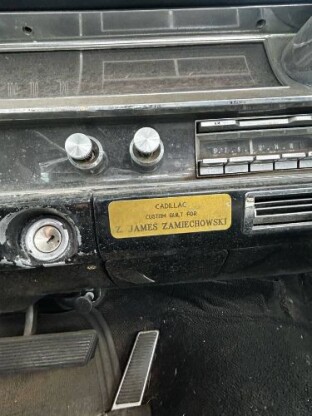 CADILLAC
CUSTOM BUILT FOR
Z. JAMES ZAMIECHOWSKI